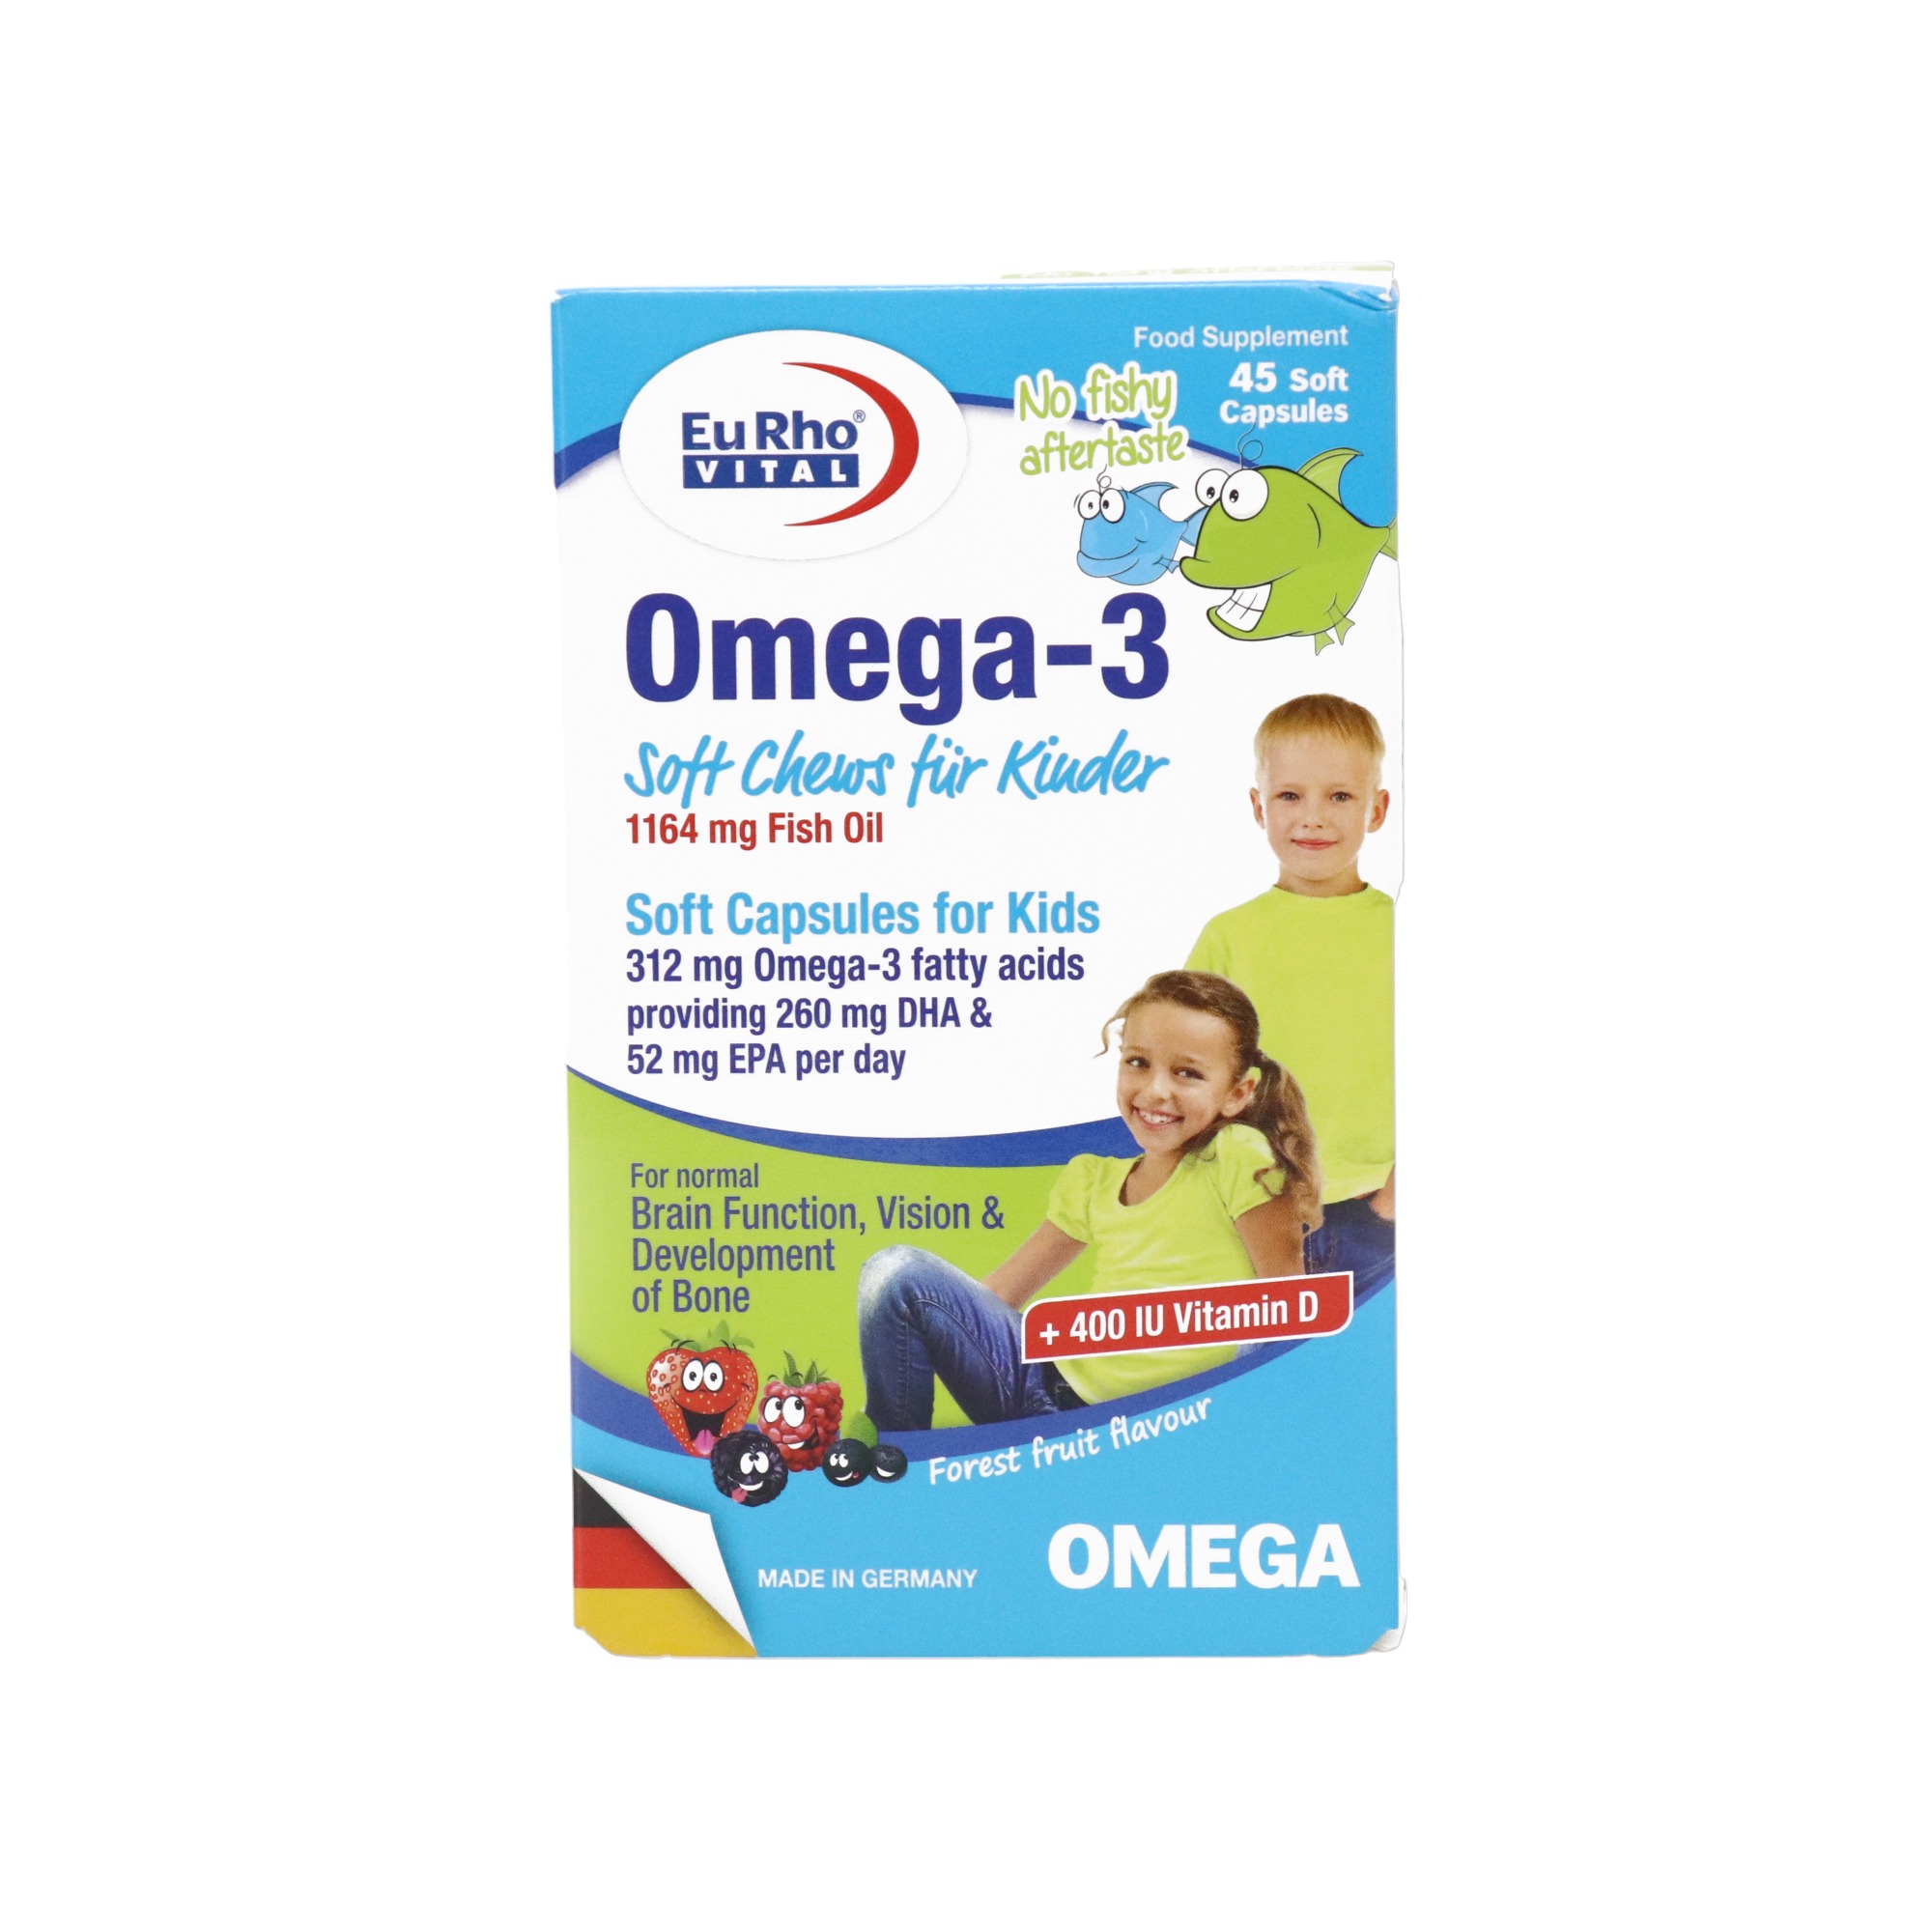 Food Supplement
45 Soft
Capsules
No fishy
aftertaste
EuRho®
VITAL
Omega-3
Soft Chews für Kinder
1164 mg Fish Oil
Soft Capsules for Kids
312 mg Omega-3 fatty acids
providing 260 mg DHA &
52 mg EPA per day
For normal
Brain Function, Vision &
Development
of Bone
+ 400 IU Vitamin D
Forest fruit flavour
OMEGA
MADE IN GERMANY